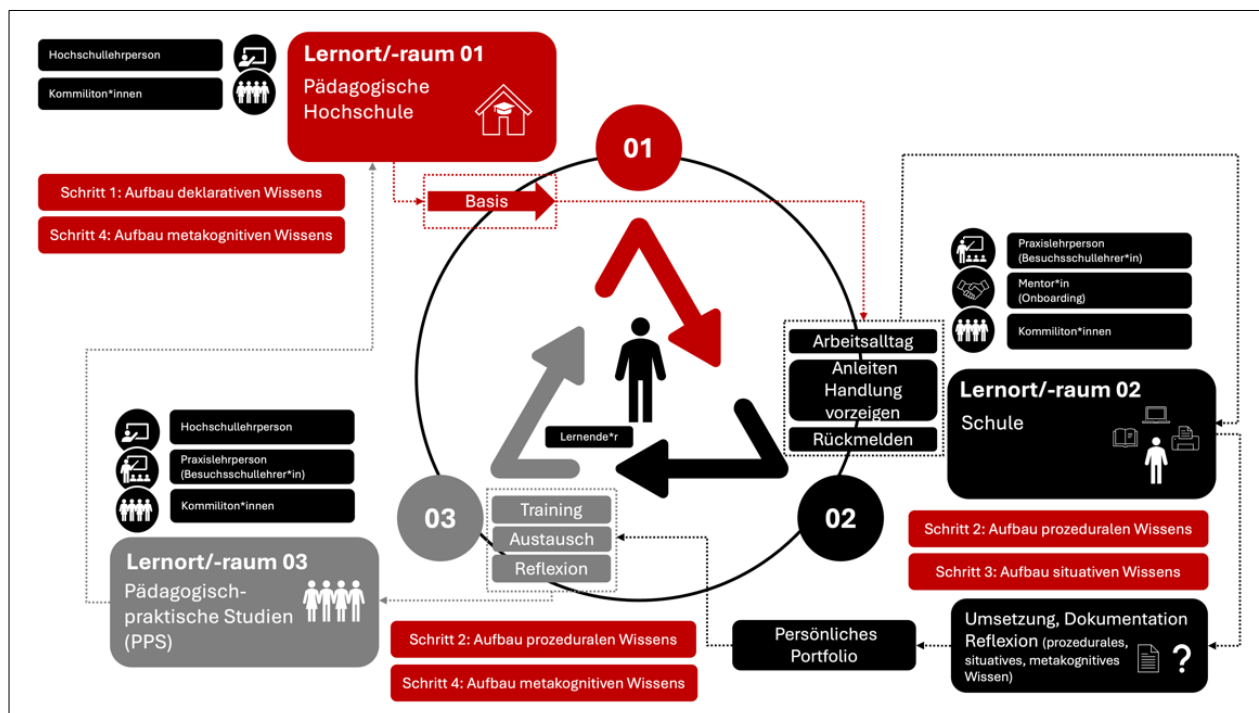 Hochschullehrperson
Kommiliton*innen
Lernort/-raum 01
Pädagogische
Hochschule
Schritt 1: Aufbau deklarativen Wissens
Schritt 4: Aufbau metakognitiven Wissens
Basis
01
Praxislehrperson
(Besuchsschullehrer*in)
Mentor*in
(Onboarding)
Kommiliton*innen
Arbeitsalltag
Anleiten
Handlung
vorzeigen
Rückmelden
Lernort/-raum 02
Schule
Lernende*r
02
Schritt 2: Aufbau prozeduralen Wissens
Schritt 3: Aufbau situativen Wissens
Umsetzung, Dokumentation
Reflexion (prozedurales,
situatives, metakognitives
Wissen)
?
Persönliches
Portfolio
03
Training
Austausch
Reflexion
Hochschullehrperson
Praxislehrperson
(Besuchsschullehrer*in)
Kommiliton*innen
Lernort/-raum 03
Pädagogisch-
praktische Studien
(PPS)
Schritt 2: Aufbau prozeduralen Wissens
Schritt 4: Aufbau metakognitiven Wissens